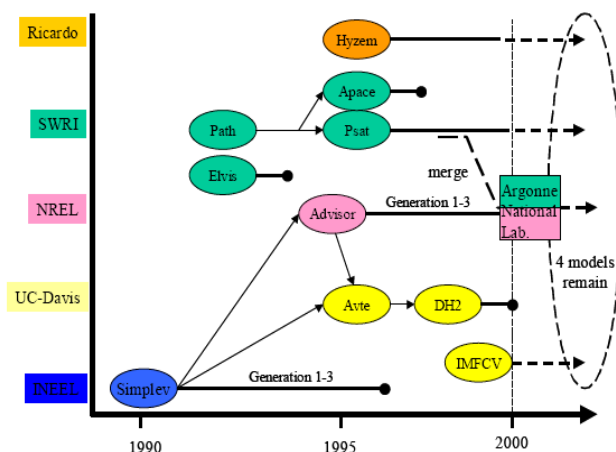 Ricardo
Hyzem
Apace
SWRI
Path
Psat
Elvis
merge
NREL
Advisor
Generation 1-3
Argonne
National
Lab.
4 models
remain
UC-Davis
Avte
DH2
IMFCV
INEEL
Simplev
Generation 1-3
1990
1995
2000